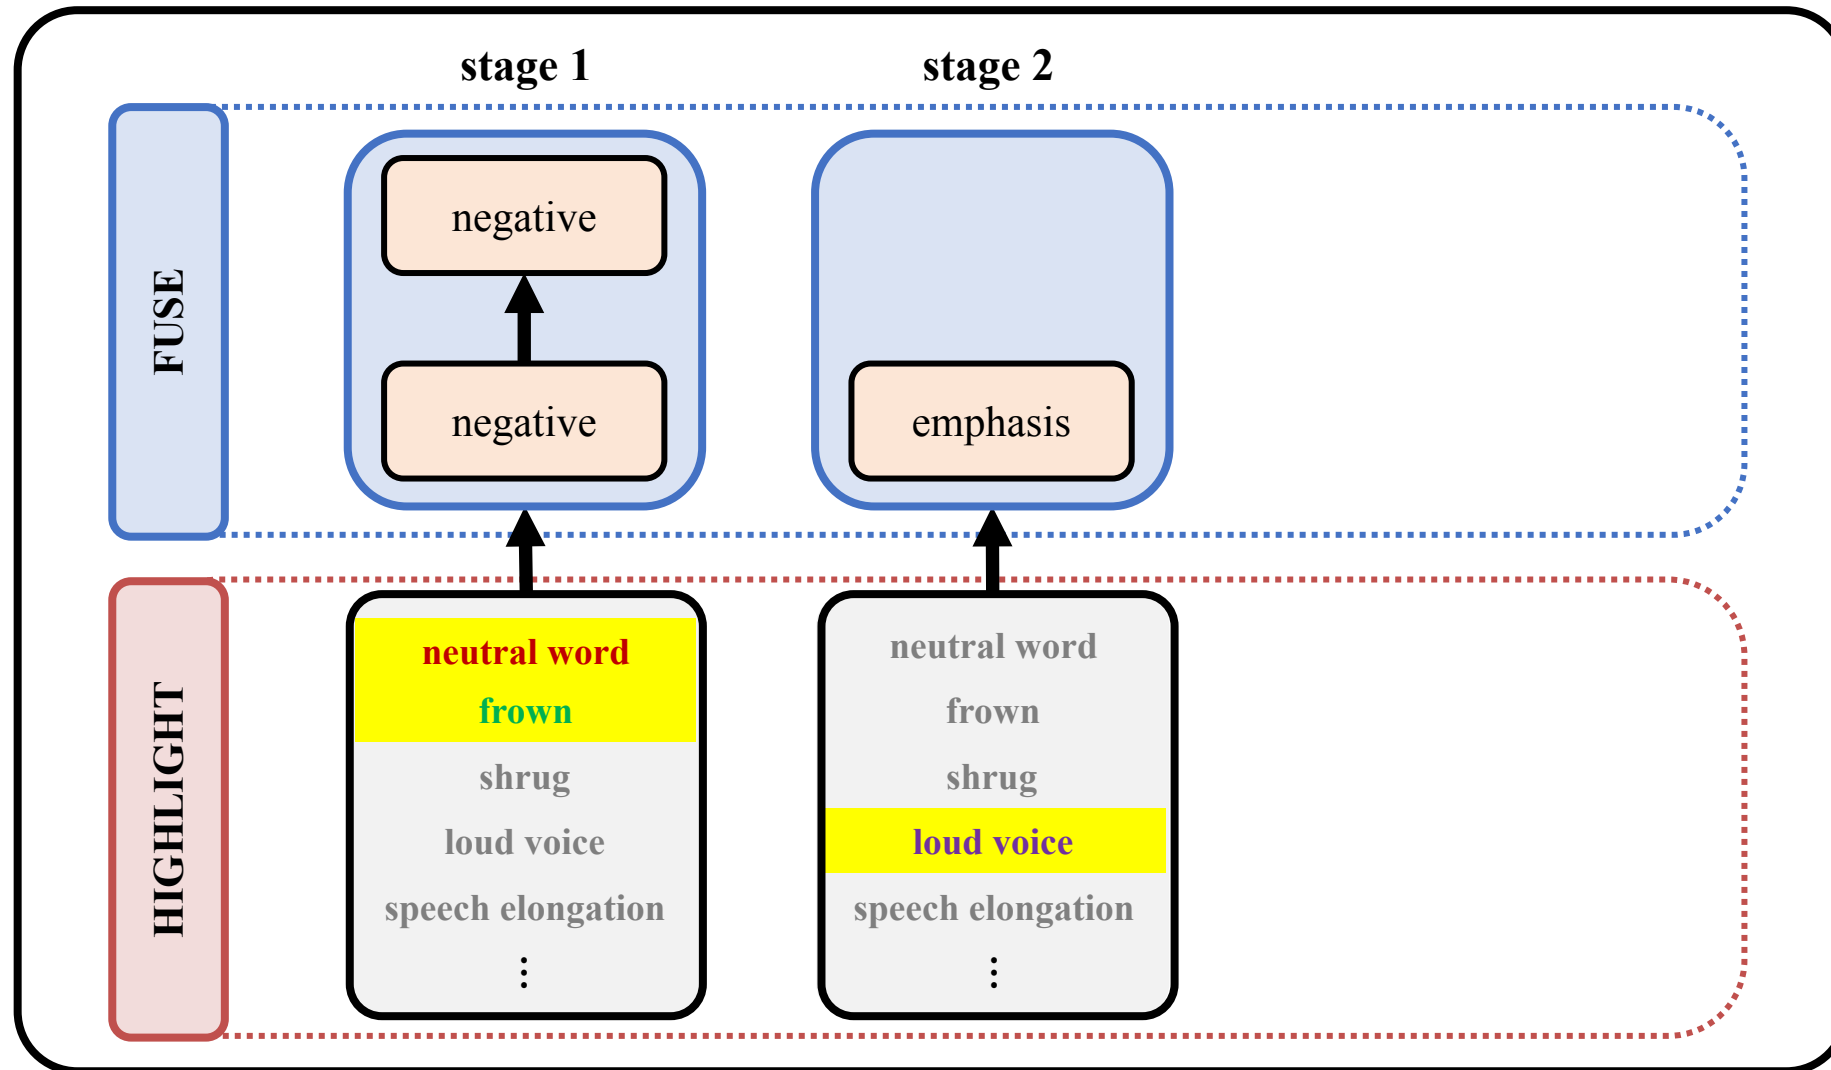 stage 1
stage 2
FUSE
negative
negative
emphasis
HIGHLIGHT
neutral word
frown
shrug
loud voice
speech elongation
⋮
neutral word
frown
shrug
loud voice
speech elongation
⋮